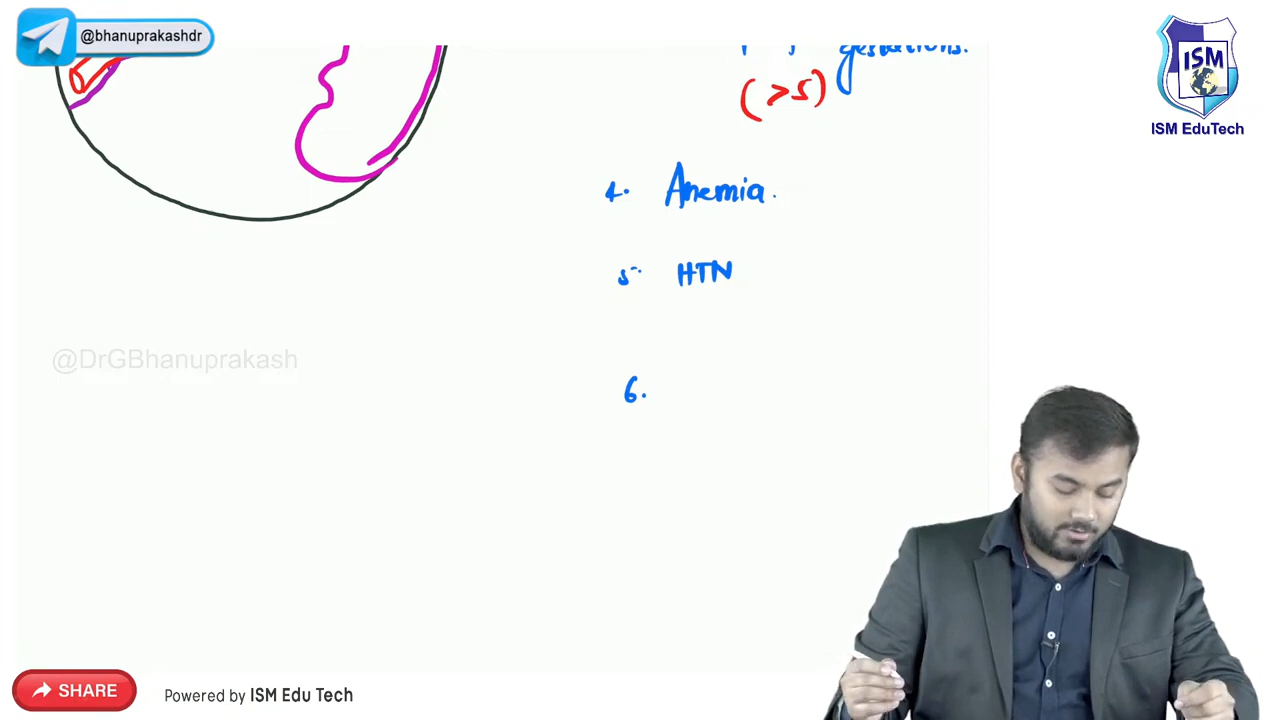 @bhanuprakashdr
gestations.
(>5)
ISM
ISM EduTech
4. Anemia.
5. HTN
@DrGBhanuprakash
6.
SHARE
Powered by ISM Edu Tech